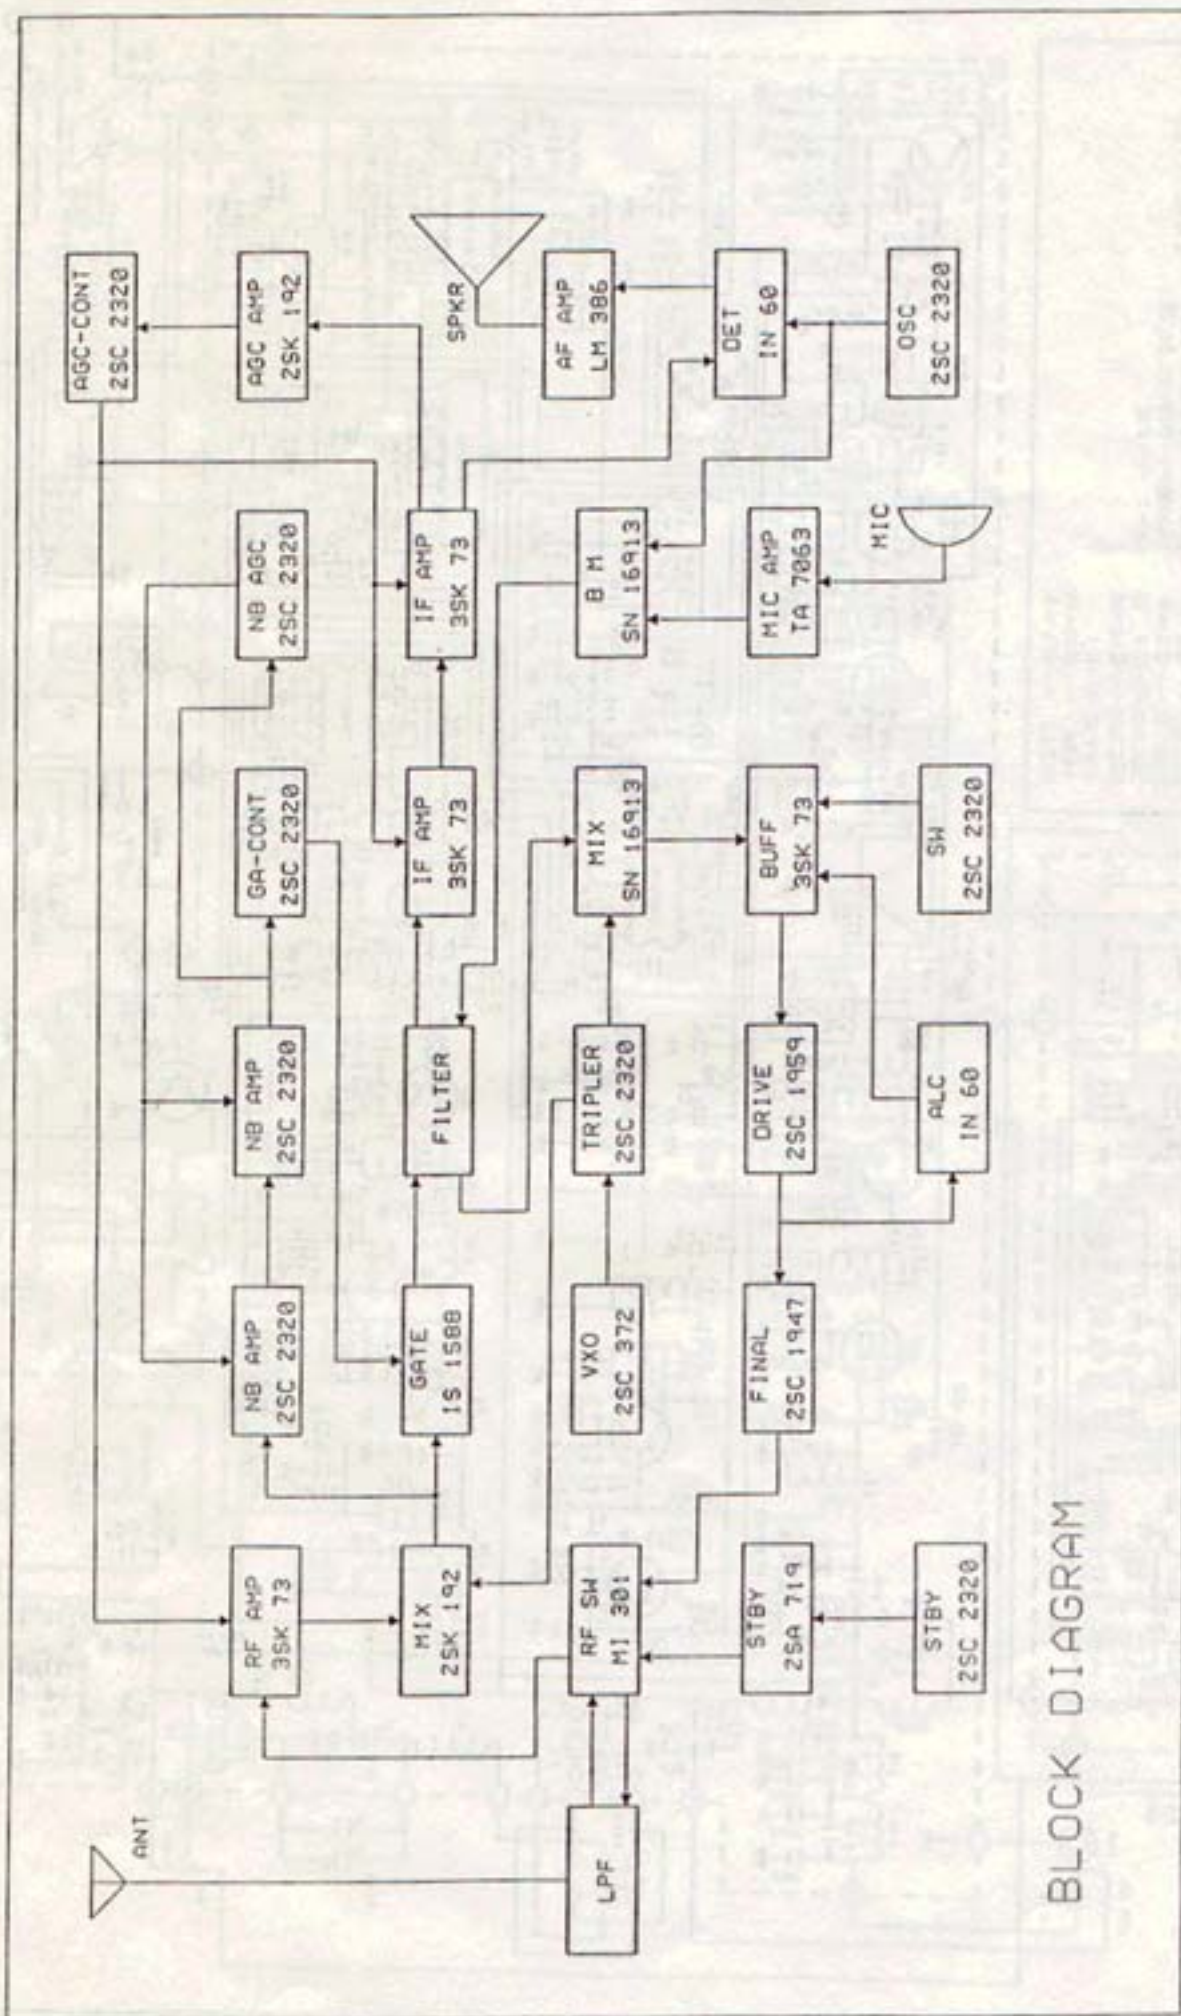 ANT
AGC-CONT
2SC 2320
RF AMP
3SK 73
NB AMP
2SC 2320
NB AMP
2SC 2320
GA-CONT
2SC 2320
NB AGC
2SC 2320
AGC AMP
2SK 192
MIX
2SK 192
GATE
1S 1588
FILTER
IF AMP
3SK 73
IF AMP
3SK 73
SPKR
LPF
RF SW
MI 301
VXO
2SC 372
TRIPLER
2SC 2320
MIX
SN 16913
B M
SN 16913
AF AMP
LM 386
STBY
2SA 719
FINAL
2SC 1947
DRIVE
2SC 1959
BUFF
3SK 73
MIC AMP
TA 7063
DET
IN 60
MIC
STBY
2SC 2320
ALC
IN 60
SW
2SC 2320
OSC
2SC 2320
BLOCK DIAGRAM